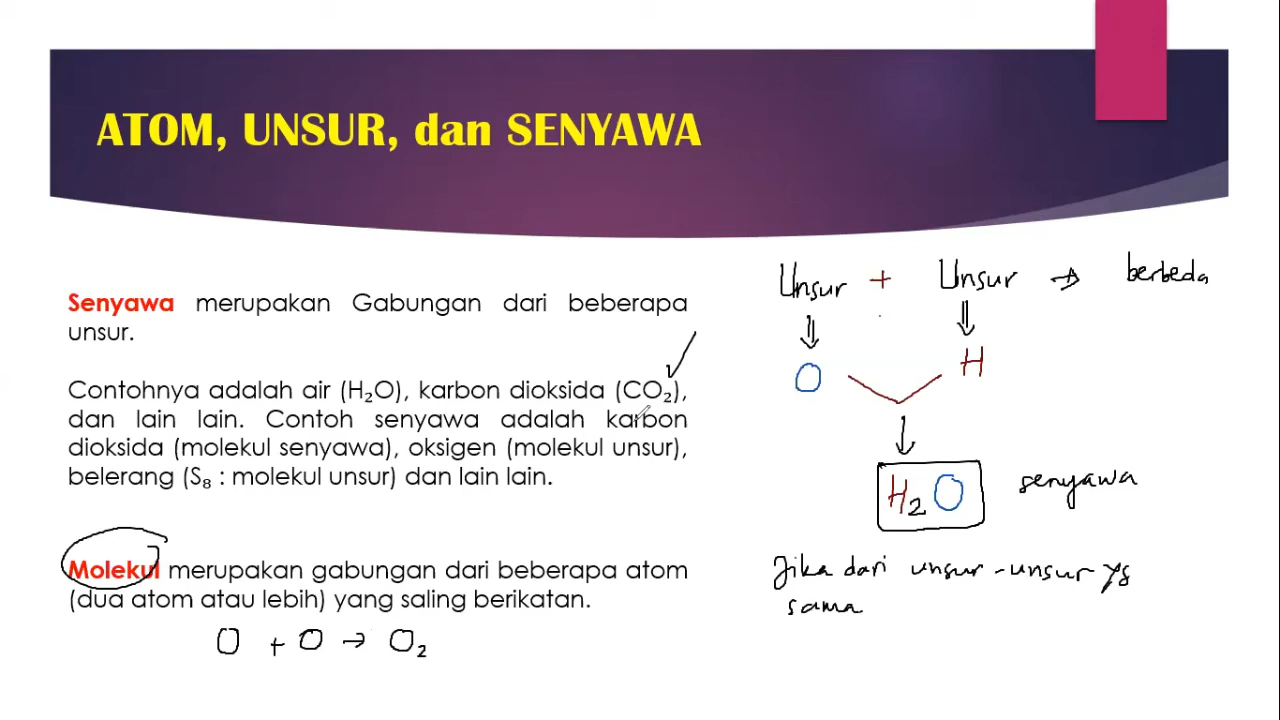 ATOM, UNSUR, dan SENYAWA
Senyawa merupakan Gabungan dari beberapa
unsur.
Contohnya adalah air (H₂O), karbon dioksida (CO₂),
dan lain lain. Contoh senyawa adalah karbon
dioksida (molekul senyawa), oksigen (molekul unsur),
belerang (S₈ : molekul unsur) dan lain lain.
Molekul merupakan gabungan dari beberapa atom
(dua atom atau lebih) yang saling berikatan.
O + O → O₂
Unsur + Unsur → berbeda
⇓ ⇓
O H
↓
H₂O senyawa
Jika dari unsur-unsur yg
sama